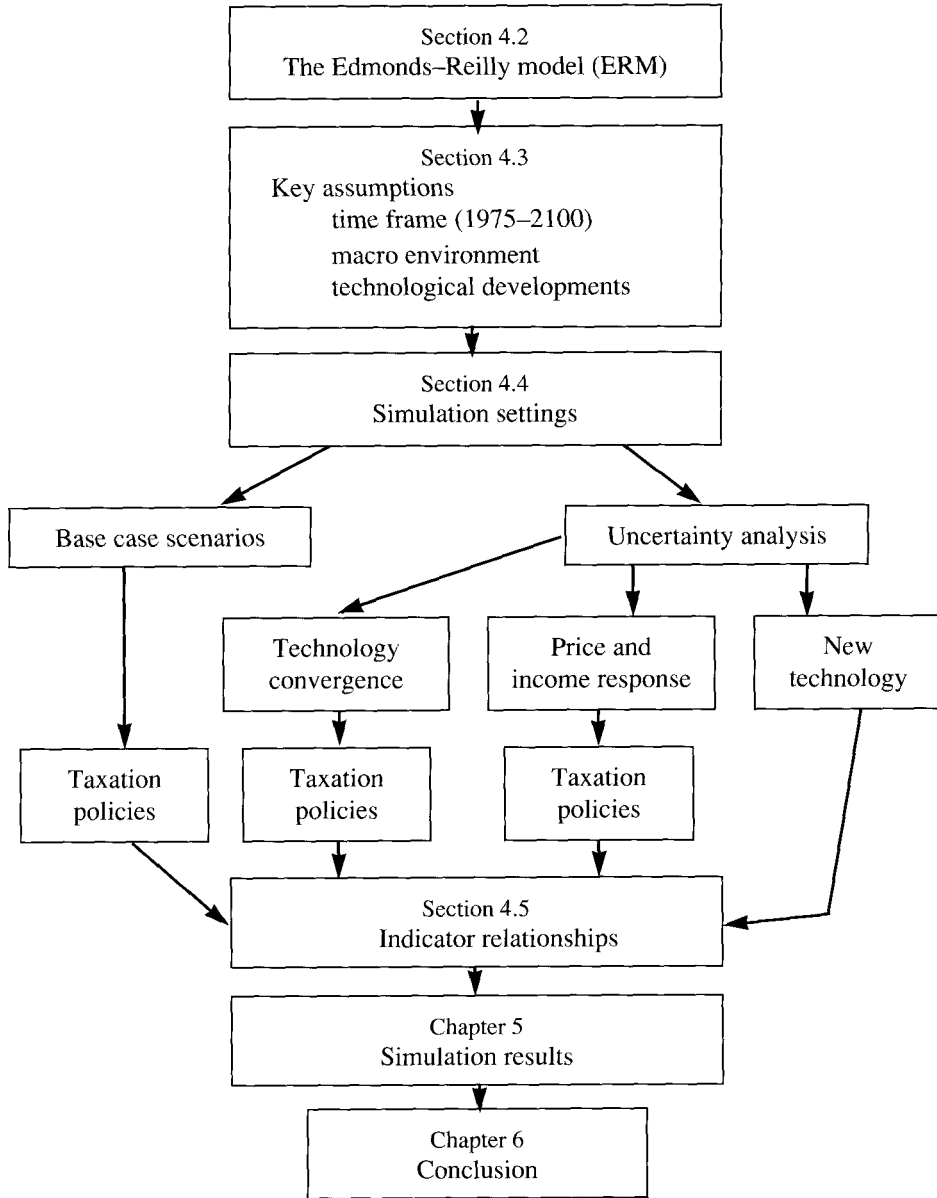 Section 4.2
The Edmonds–Reilly model (ERM)
Section 4.3
Key assumptions
time frame (1975–2100)
macro environment
technological developments
Section 4.4
Simulation settings
Base case scenarios
Uncertainty analysis
Technology
convergence
Price and
income response
New
technology
Taxation
policies
Taxation
policies
Taxation
policies
Section 4.5
Indicator relationships
Chapter 5
Simulation results
Chapter 6
Conclusion